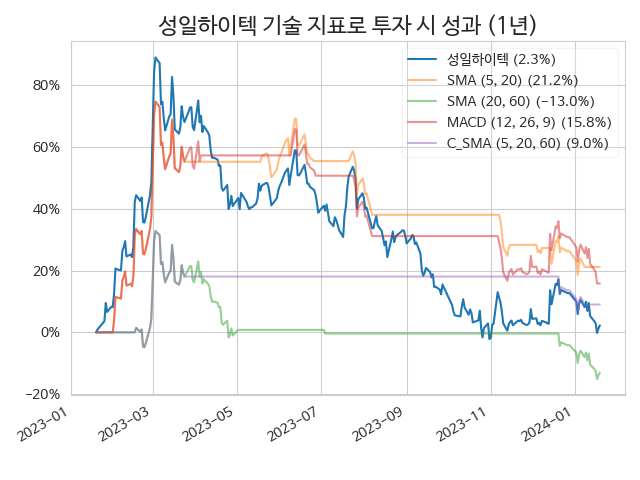 성일하이텍 기술 지표로 투자 시 성과 (1년)
성일하이텍 (2.3%)
SMA (5, 20) (21.2%)
SMA (20, 60) (−13.0%)
MACD (12, 26, 9) (15.8%)
C_SMA (5, 20, 60) (9.0%)
80%
60%
40%
20%
0%
−20%
2023−01
2023−03
2023−05
2023−07
2023−09
2023−11
2024−01